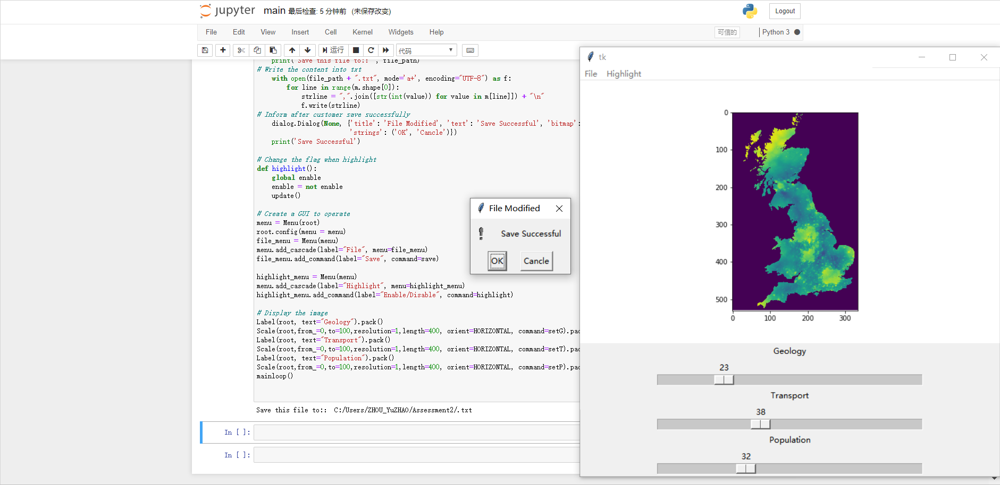 jupyter main 最后检查: 5 分钟前 (未保存改变)
Logout
File Edit View Insert Cell Kernel Widgets Help
可信的
Python 3
运行
代码
print('Save this file to:: ', file_path)
# Write the content into txt
with open(file_path + ".txt", mode='a+', encoding="UTF-8") as f:
for line in range(m.shape[0]):
strline = ",".join([str(int(value)) for value in m[line]]) + "\n"
f.write(strline)
# Inform after customer save successfully
dialog.Dialog(None, {'title': 'File Modified', 'text': 'Save Successful', 'bitmap':
'strings': ('OK', 'Cancle')})
print('Save Successful')
# Change the flag when highlight
def highlight():
global enable
enable = not enable
update()
# Create a GUI to operate
menu = Menu(root)
root.config(menu = menu)
file_menu = Menu(menu)
menu.add_cascade(label="File", menu=file_menu)
file_menu.add_command(label="Save", command=save)
highlight_menu = Menu(menu)
menu.add_cascade(label="Highlight", menu=highlight_menu)
highlight_menu.add_command(label="Enable/Disable", command=highlight)
# Display the image
Label(root, text="Geology").pack()
Scale(root,from_=0,to=100,resolution=1,length=400, orient=HORIZONTAL, command=setG).pac
Label(root, text="Transport").pack()
Scale(root,from_=0,to=100,resolution=1,length=400, orient=HORIZONTAL, command=setT).pac
Label(root, text="Population").pack()
Scale(root,from_=0,to=100,resolution=1,length=400, orient=HORIZONTAL, command=setP).pac
mainloop()
Save this file to:: C:/Users/ZHOU_YuZHAO/Assessment2/.txt
In [ ]:
In [ ]:
File Modified
Save Successful
OK Cancle
tk
File Highlight
0
100
200
300
400
500
0 100 200 300
Geology
23
Transport
38
Population
32